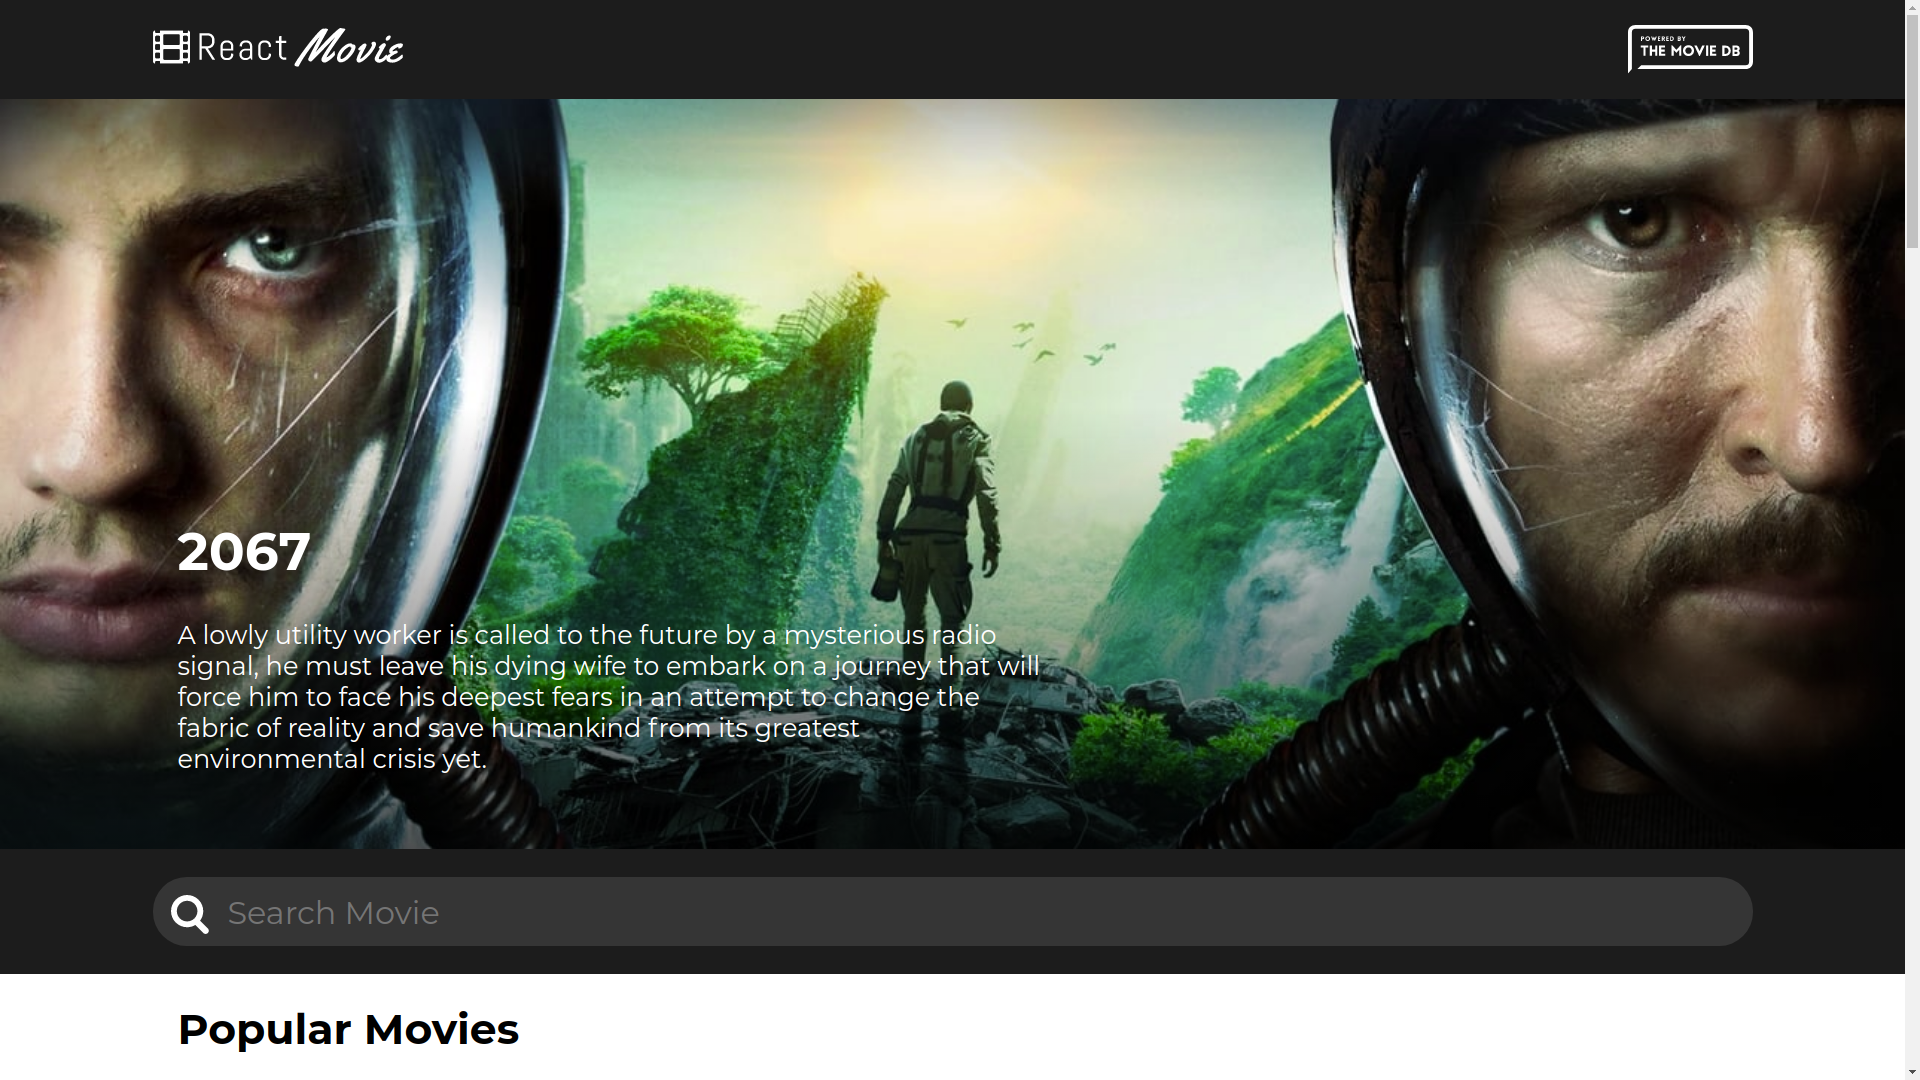 React Movie
POWERED BY
THE MOVIE DB
2067
A lowly utility worker is called to the future by a mysterious radio
signal, he must leave his dying wife to embark on a journey that will
force him to face his deepest fears in an attempt to change the
fabric of reality and save humankind from its greatest
environmental crisis yet.
Search Movie
Popular Movies